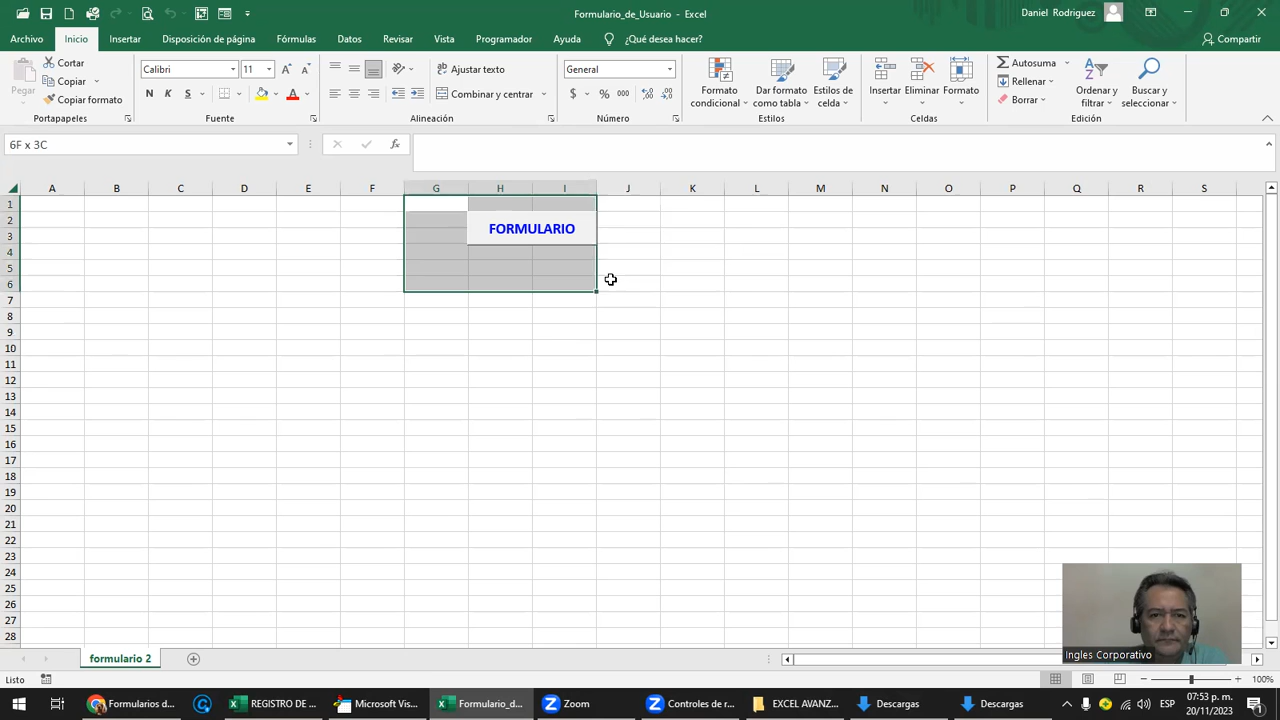 Formulario_de_Usuario - Excel
Daniel Rodriguez
Archivo Inicio Insertar Disposición de página Fórmulas Datos Revisar Vista Programador Ayuda ¿Qué desea hacer? Compartir
Pegar
Cortar
Copiar
Copiar formato
Portapapeles
Calibri 11
N K S
Fuente
Ajustar texto
Combinar y centrar
Alineación
General
$ % 000
Número
Formato condicional
Dar formato como tabla
Estilos de celda
Estilos
Insertar Eliminar Formato
Celdas
Autosuma
Rellenar
Borrar
Ordenar y filtrar
Buscar y seleccionar
Edición
6F x 3C
fx
A B C D E F G H I J K L M N O P Q R S
1
2
FORMULARIO
3
4
5
6
7
8
9
10
11
12
13
14
15
16
17
18
19
20
21
22
23
24
25
26
27
28
Ingles Corporativo
formulario 2
Listo
100%
Formularios d... REGISTRO DE ... Microsoft Vis... Formulario_d... Zoom Controles de r... EXCEL AVANZ... Descargas Descargas ESP
07:53 p. m.
20/11/2023